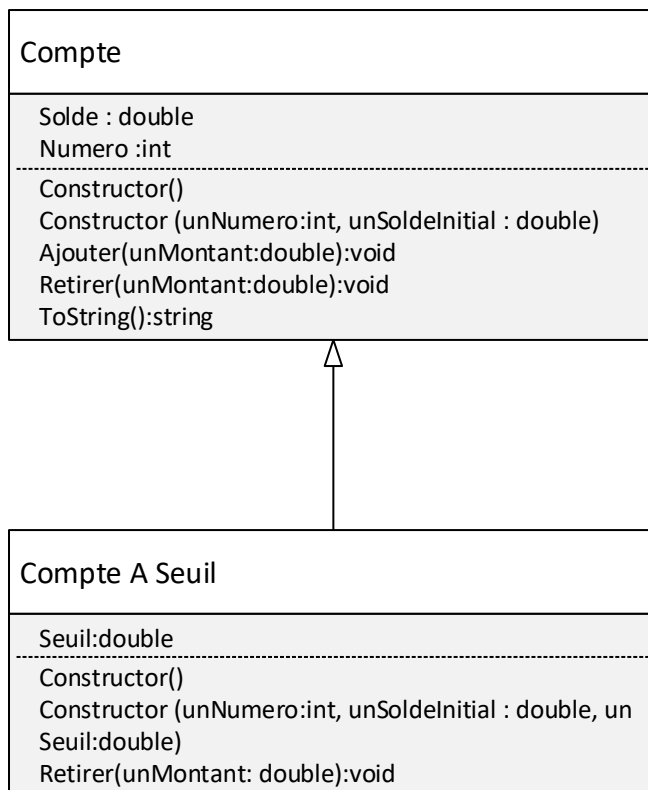 Compte
Solde : double
Numero :int
Constructor()
Constructor (unNumero:int, unSoldeInitial : double)
Ajouter(unMontant:double):void
Retirer(unMontant:double):void
ToString():string
Compte A Seuil
Seuil:double
Constructor()
Constructor (unNumero:int, unSoldeInitial : double, un
Seuil:double)
Retirer(unMontant: double):void